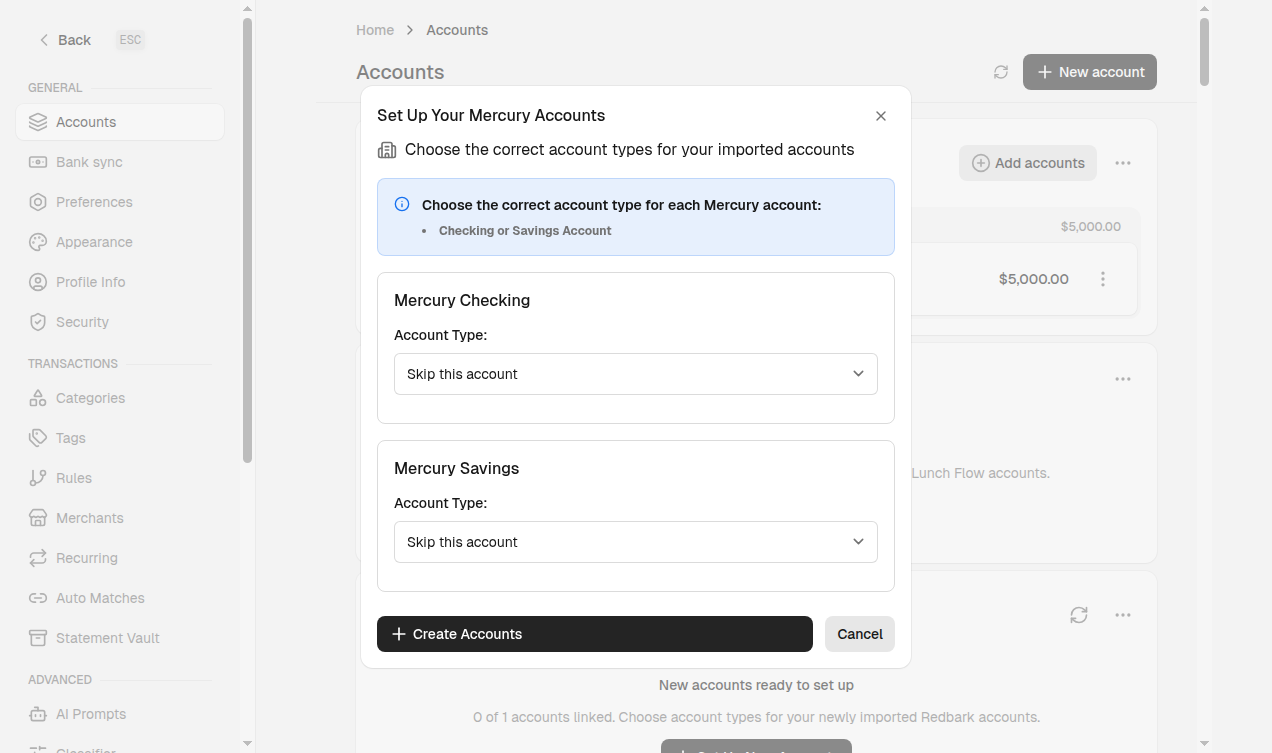 Back
ESC
GENERAL
Accounts
Bank sync
Preferences
Appearance
Profile Info
Security
TRANSACTIONS
Categories
Tags
Rules
Merchants
Recurring
Auto Matches
Statement Vault
ADVANCED
AI Prompts
Home
Accounts
Accounts
New account
Add accounts
$5,000.00
$5,000.00
Lunch Flow accounts.
Set Up Your Mercury Accounts
Choose the correct account types for your imported accounts
Choose the correct account type for each Mercury account:
• Checking or Savings Account
Mercury Checking
Account Type:
Skip this account
Mercury Savings
Account Type:
Skip this account
Create Accounts
Cancel
New accounts ready to set up
0 of 1 accounts linked. Choose account types for your newly imported Redbark accounts.